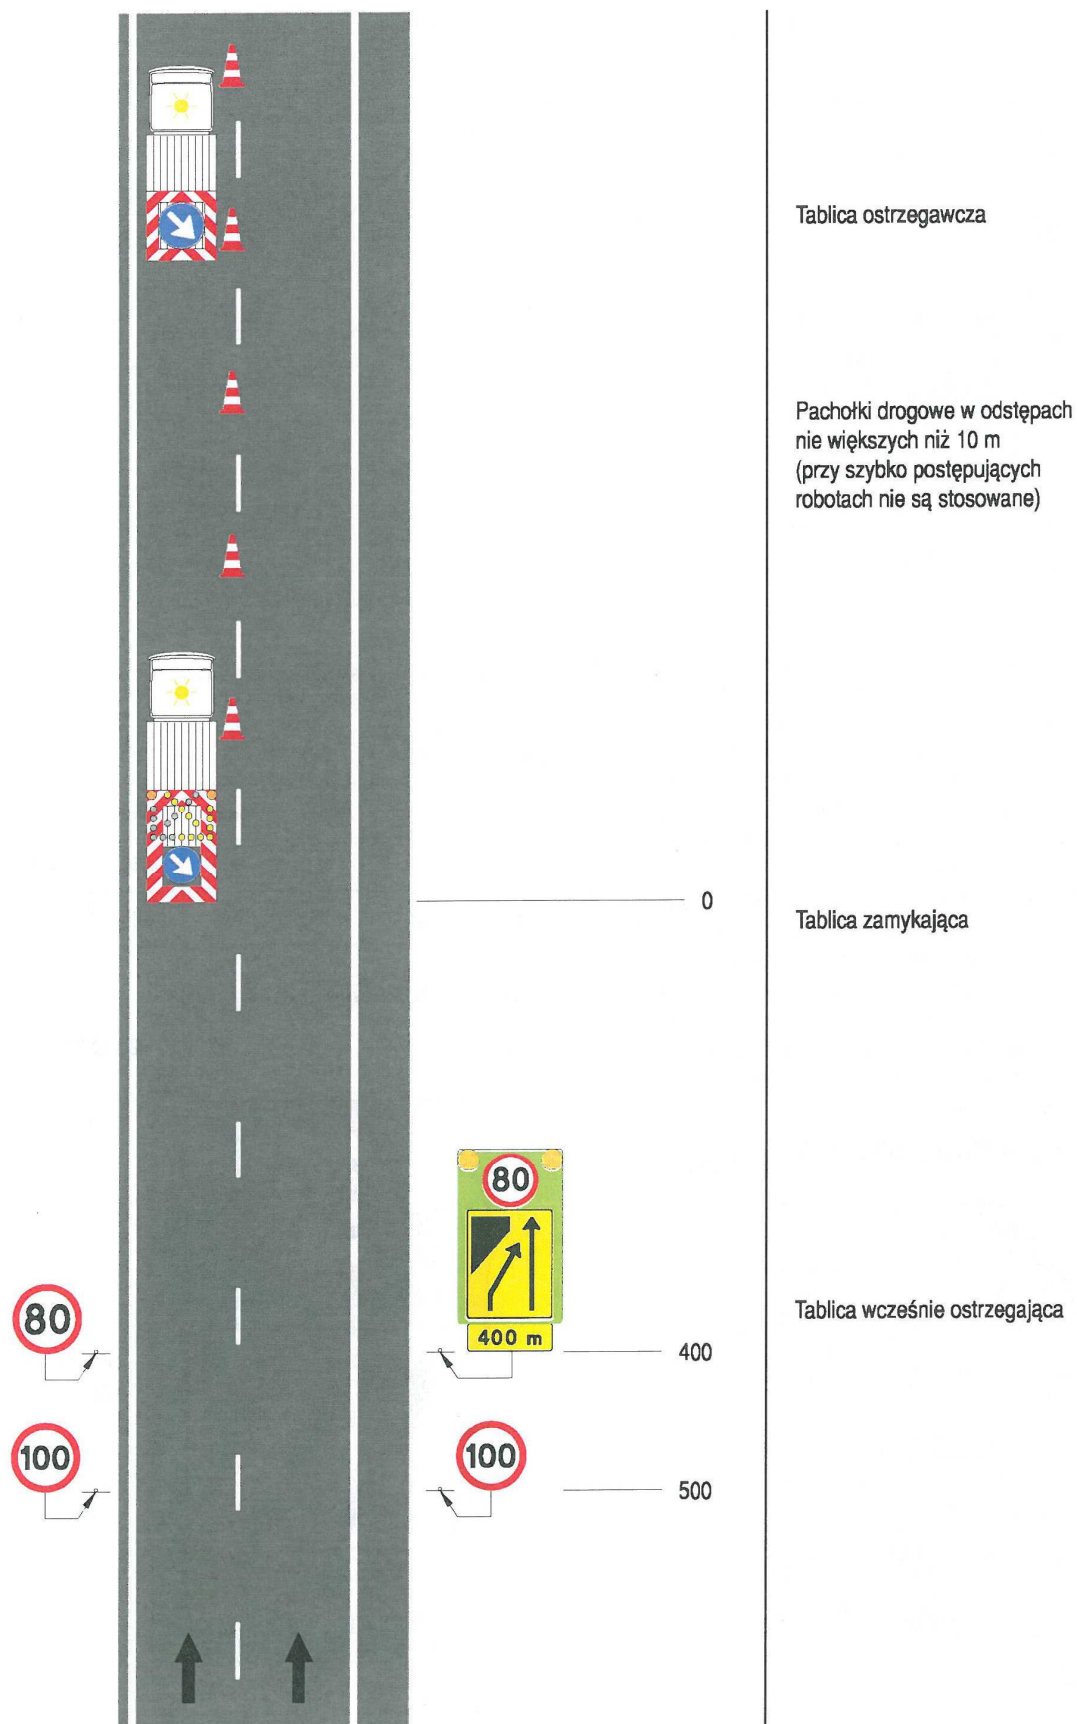 Tablica ostrzegawcza
Pachołki drogowe w odstępach
nie większych niż 10 m
(przy szybko postępujących
robotach nie są stosowane)
0
Tablica zamykająca
80
80
Tablica wcześnie ostrzegająca
400 m
400
100
100
500